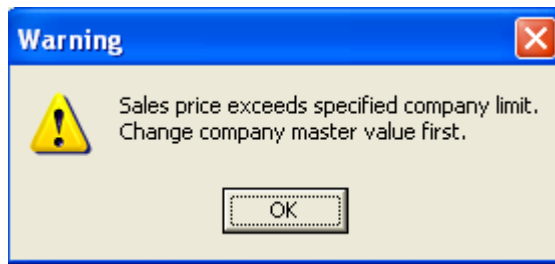 Warning
Sales price exceeds specified company limit.
Change company master value first.
OK